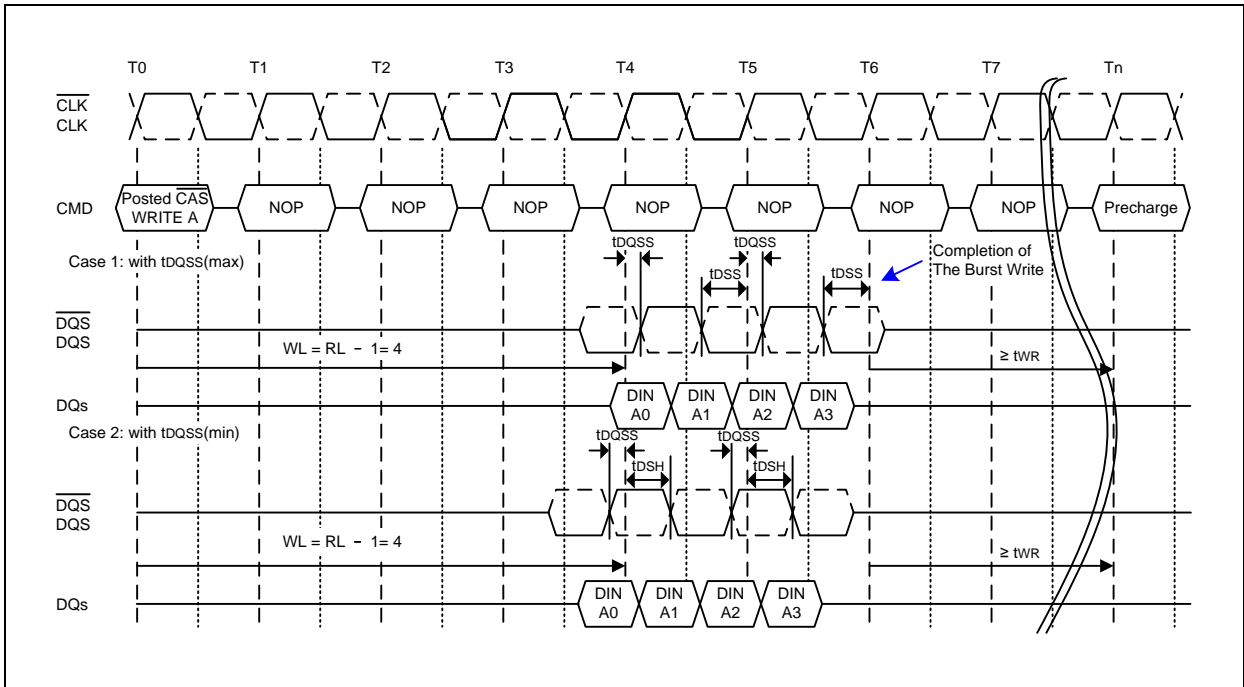 T0 T1 T2 T3 T4 T5 T6 T7 Tn
CLK
CLK
CMD
Posted CAS
WRITE A
NOP NOP NOP NOP NOP NOP NOP Precharge
Case 1: with tDQSS(max)
tDQSS tDQSS
tDSS tDSS
Completion of
The Burst Write
DQS
DQS
WL = RL - 1= 4
≥ tWR
DQs
DIN
A0
DIN
A1
DIN
A2
DIN
A3
Case 2: with tDQSS(min)
tDQSS tDQSS
tDSH tDSH
DQS
DQS
WL = RL - 1= 4
≥ tWR
DQs
DIN
A0
DIN
A1
DIN
A2
DIN
A3